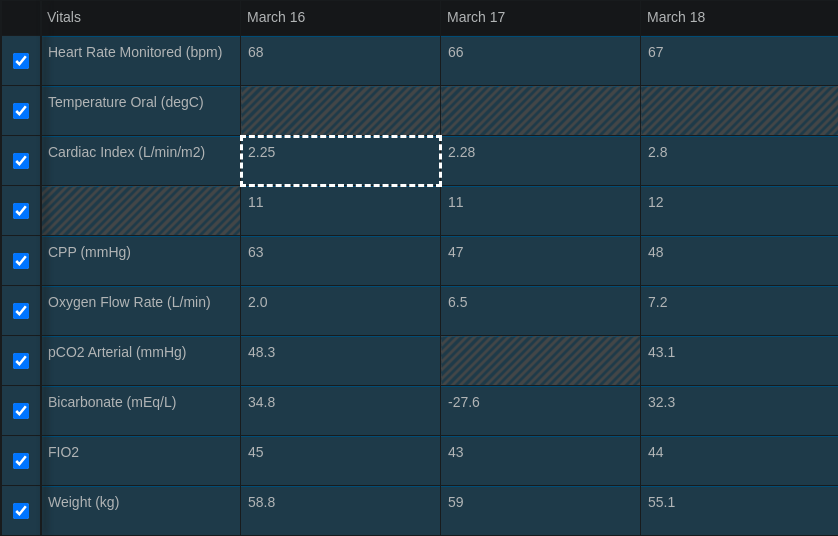 Vitals March 16 March 17 March 18
Heart Rate Monitored (bpm) 68 66 67
Temperature Oral (degC)
Cardiac Index (L/min/m2) 2.25 2.28 2.8
11 11 12
CPP (mmHg) 63 47 48
Oxygen Flow Rate (L/min) 2.0 6.5 7.2
pCO2 Arterial (mmHg) 48.3 43.1
Bicarbonate (mEq/L) 34.8 -27.6 32.3
FIO2 45 43 44
Weight (kg) 58.8 59 55.1